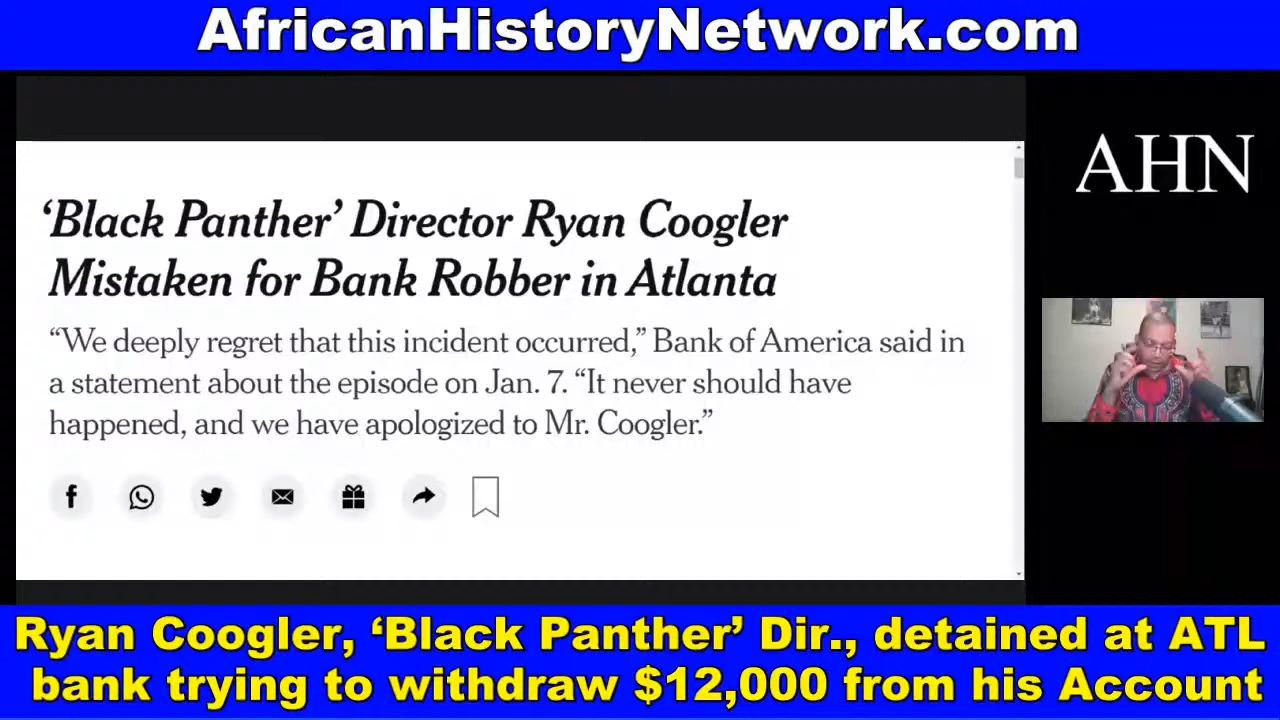 AfricanHistoryNetwork.com
AHN
‘Black Panther’ Director Ryan Coogler
Mistaken for Bank Robber in Atlanta
“We deeply regret that this incident occurred,” Bank of America said in
a statement about the episode on Jan. 7. “It never should have
happened, and we have apologized to Mr. Coogler.”
Ryan Coogler, ‘Black Panther’ Dir., detained at ATL
bank trying to withdraw $12,000 from his Account